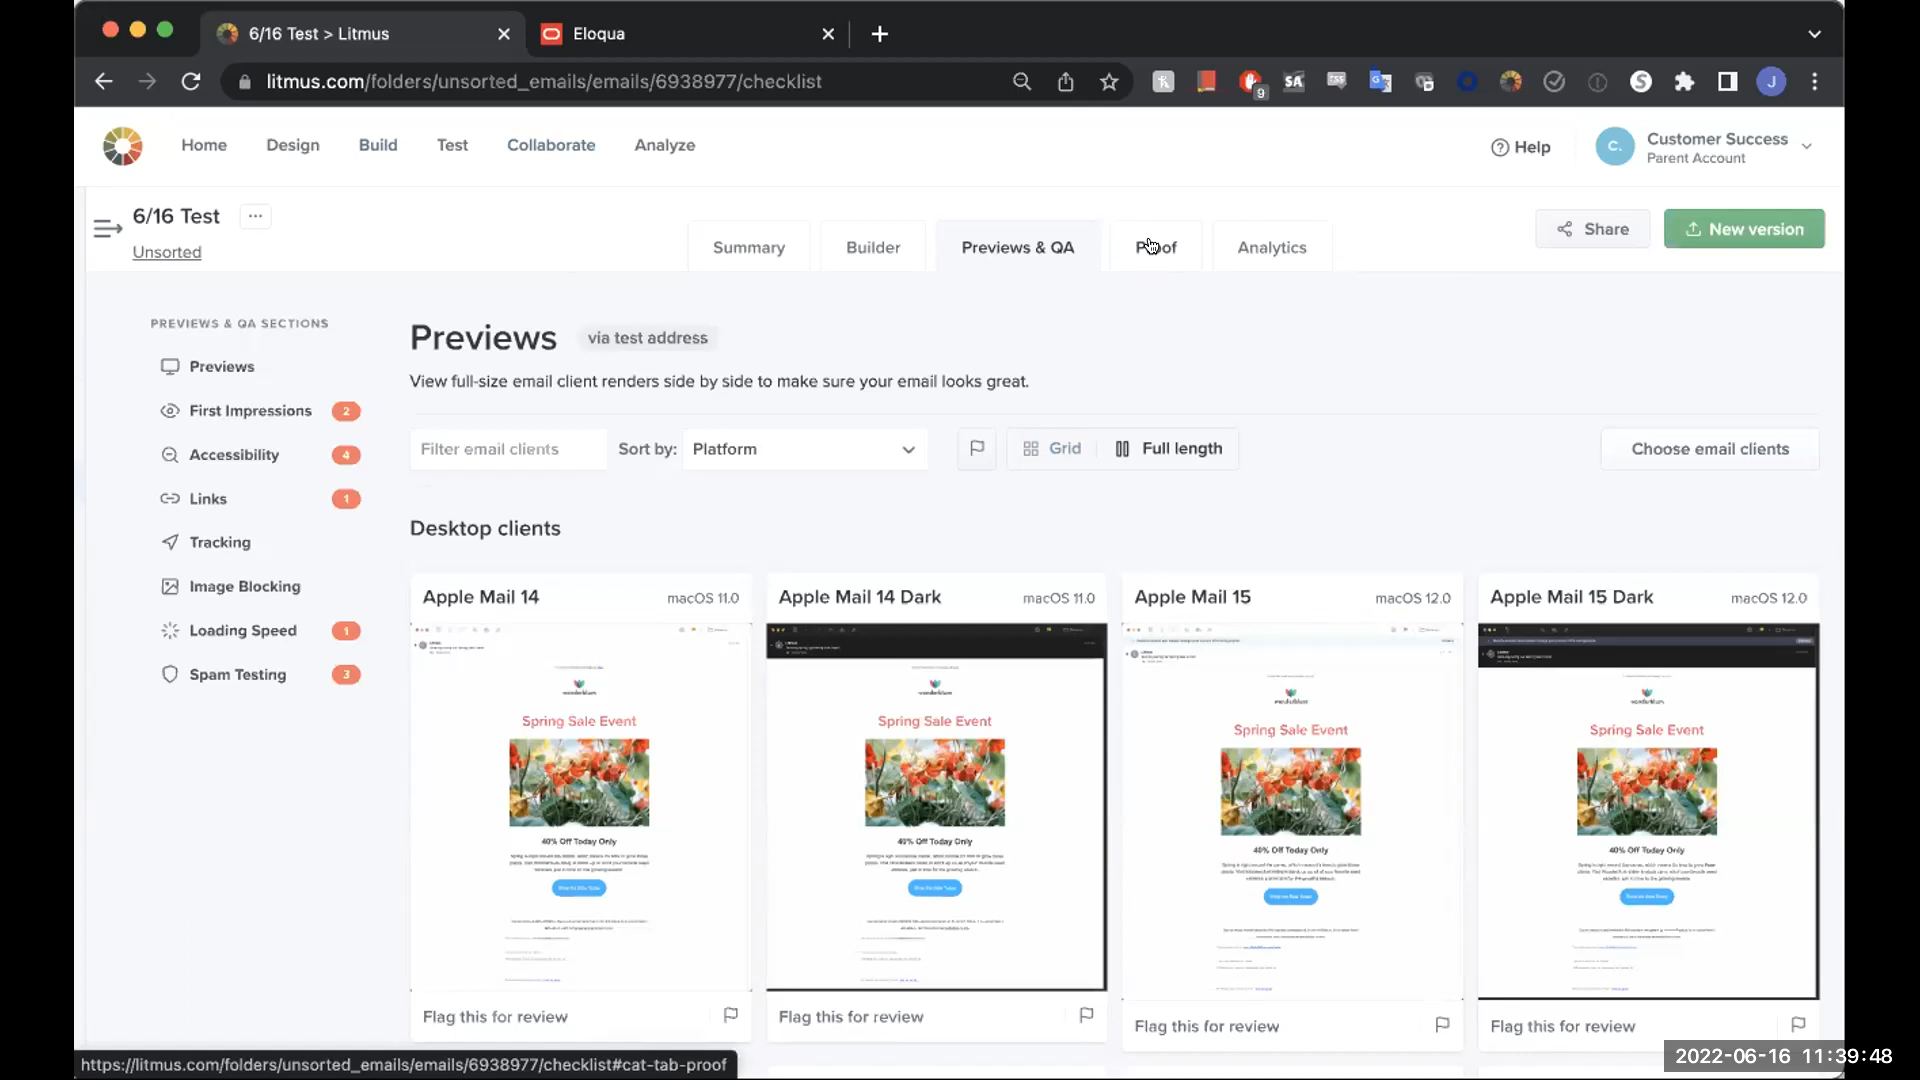 6/16 Test > Litmus
Eloqua
litmus.com/folders/unsorted_emails/emails/6938977/checklist
9
SA
J
Home
Design
Build
Test
Collaborate
Analyze
Help
C.
Customer Success
Parent Account
6/16 Test
Unsorted
Summary
Builder
Previews & QA
Proof
Analytics
Share
New version
PREVIEWS & QA SECTIONS
Previews
First Impressions 2
Accessibility 4
Links 1
Tracking
Image Blocking
Loading Speed 1
Spam Testing 3
Previews
via test address
View full-size email client renders side by side to make sure your email looks great.
Filter email clients
Sort by: Platform
Grid
Full length
Choose email clients
Desktop clients
Apple Mail 14 macOS 11.0
Spring Sale Event
40% Off Today Only
Flag this for review
Apple Mail 14 Dark macOS 11.0
Spring Sale Event
40% Off Today Only
Flag this for review
Apple Mail 15 macOS 12.0
Spring Sale Event
40% Off Today Only
Flag this for review
Apple Mail 15 Dark macOS 12.0
Spring Sale Event
40% Off Today Only
Flag this for review
https://litmus.com/folders/unsorted_emails/emails/6938977/checklist#cat-tab-proof
2022-06-16 11:39:48